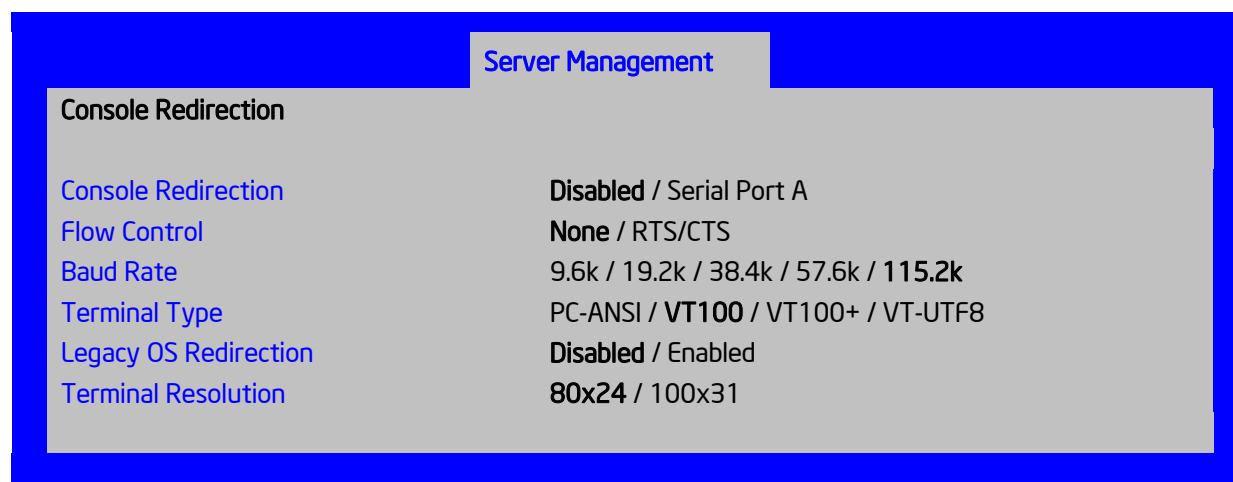 Server Management
Console Redirection
Console Redirection Disabled / Serial Port A
Flow Control None / RTS/CTS
Baud Rate 9.6k / 19.2k / 38.4k / 57.6k / 115.2k
Terminal Type PC-ANSI / VT100 / VT100+ / VT-UTF8
Legacy OS Redirection Disabled / Enabled
Terminal Resolution 80x24 / 100x31